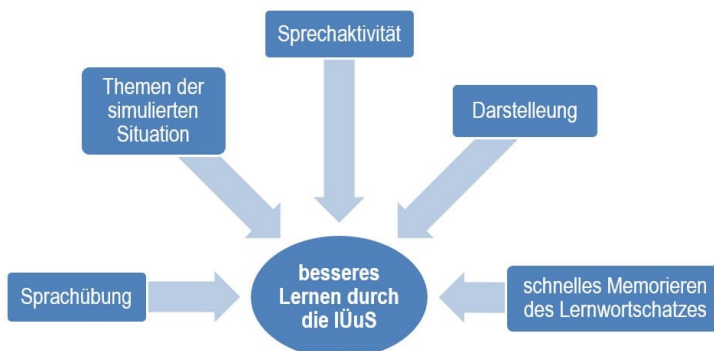 Sprechaktivität
Themen der
simulierten
Situation
Darstelleung
Sprachübung
besseres
Lernen durch
die IÜuS
schnelles Memorieren
des Lernwortschatzes